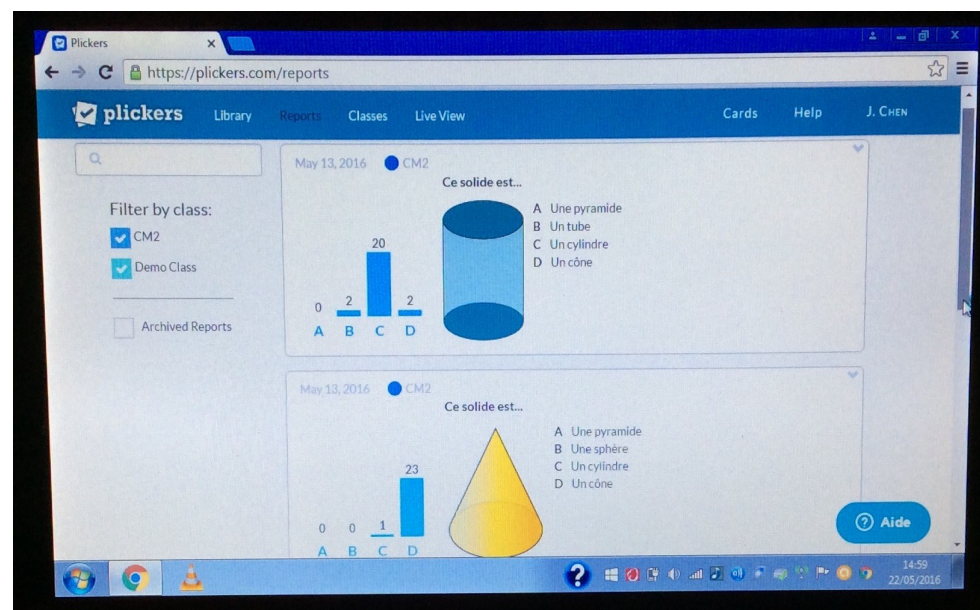 Plickers
https://plickers.com/reports
plickers Library Reports Classes Live View Cards Help J. CHEN
Filter by class:
CM2
Demo Class
Archived Reports
May 13, 2016 CM2
Ce solide est...
A Une pyramide
B Un tube
C Un cylindre
D Un cône
0 2 20 2
A B C D
May 13, 2016 CM2
Ce solide est...
A Une pyramide
B Une sphère
C Un cylindre
D Un cône
0 0 1 23
A B C D
? Aide
?
14:59
22/05/2016